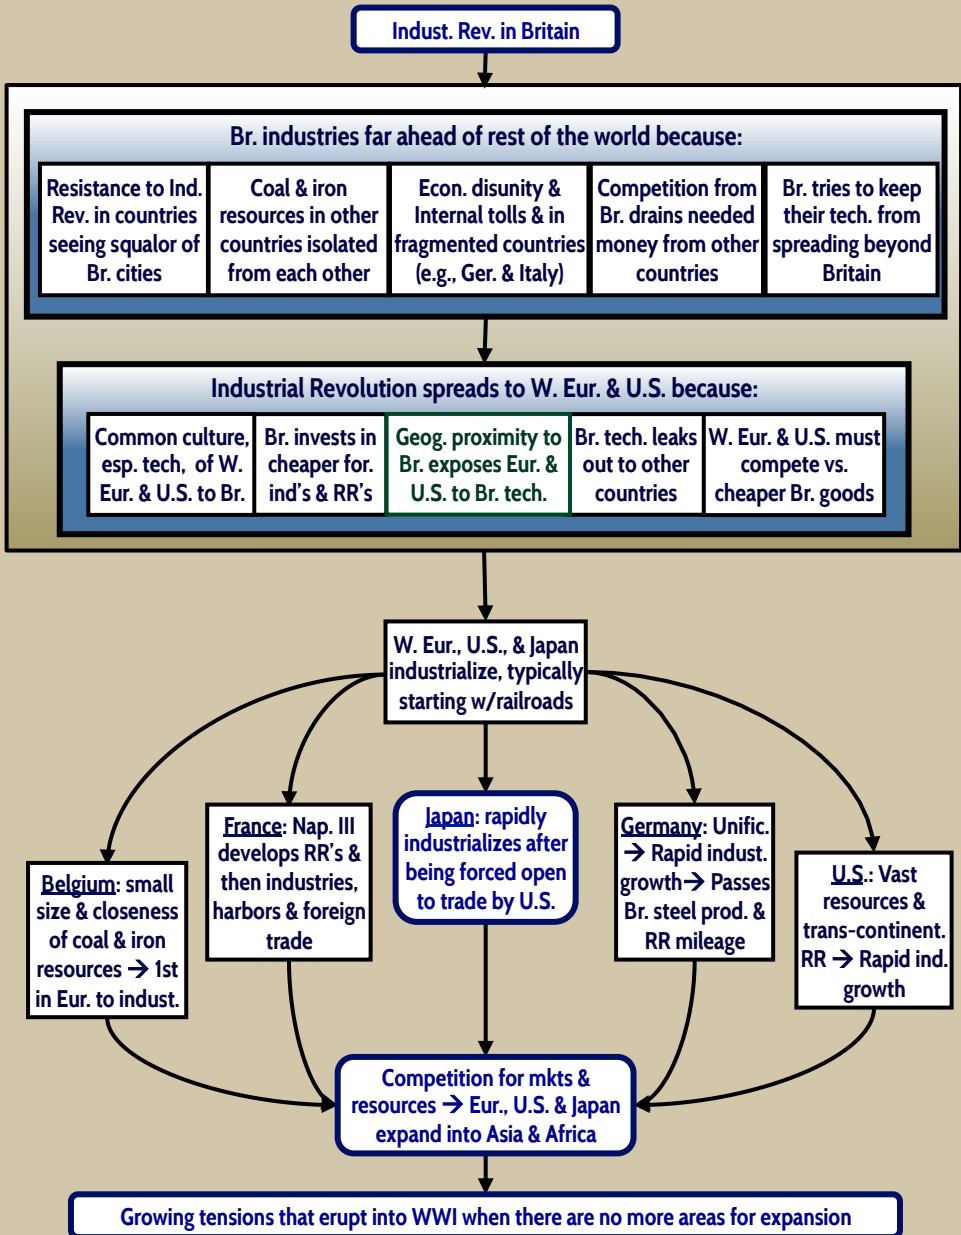 Indust. Rev. in Britain
Br. industries far ahead of rest of the world because:
Resistance to Ind.
Rev. in countries
seeing squalor of
Br. cities
Coal & iron
resources in other
countries isolated
from each other
Econ. disunity &
Internal tolls & in
fragmented countries
(e.g., Ger. & Italy)
Competition from
Br. drains needed
money from other
countries
Br. tries to keep
their tech. from
spreading beyond
Britain
Industrial Revolution spreads to W. Eur. & U.S. because:
Common culture,
esp. tech, of W.
Eur. & U.S. to Br.
Br. invests in
cheaper for.
ind's & RR's
Geog. proximity to
Br. exposes Eur. &
U.S. to Br. tech.
Br. tech. leaks
out to other
countries
W. Eur. & U.S. must
compete vs.
cheaper Br. goods
W. Eur., U.S., & Japan
industrialize, typically
starting w/railroads
Belgium: small
size & closeness
of coal & iron
resources → 1st
in Eur. to indust.
France: Nap. III
develops RR's &
then industries,
harbors & foreign
trade
Japan: rapidly
industrializes after
being forced open
to trade by U.S.
Germany: Unific.
→ Rapid indust.
growth→ Passes
Br. steel prod. &
RR mileage
U.S.: Vast
resources &
trans-continent.
RR → Rapid ind.
growth
Competition for mkts &
resources → Eur., U.S. & Japan
expand into Asia & Africa
Growing tensions that erupt into WWI when there are no more areas for expansion